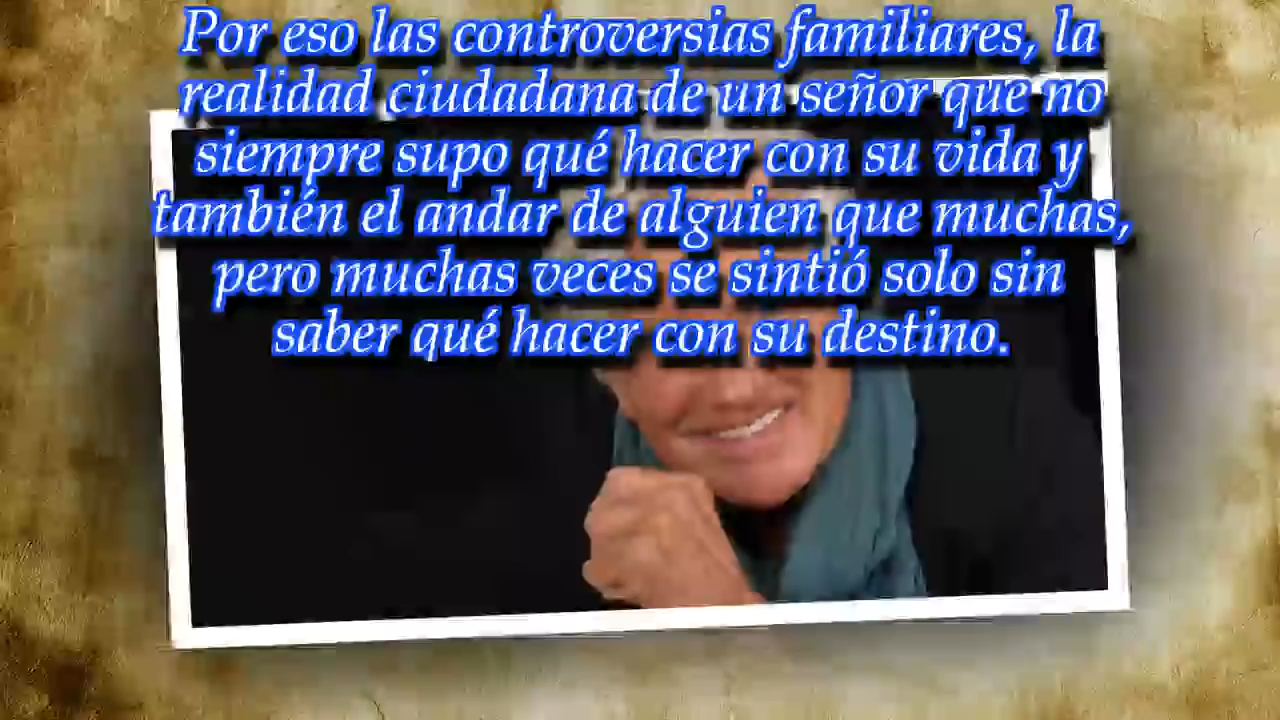 Por eso las controversias familiares, la
realidad ciudadana de un señor que no
siempre supo qué hacer con su vida y
también el andar de alguien que muchas,
pero muchas veces se sintió solo sin
saber qué hacer con su destino.